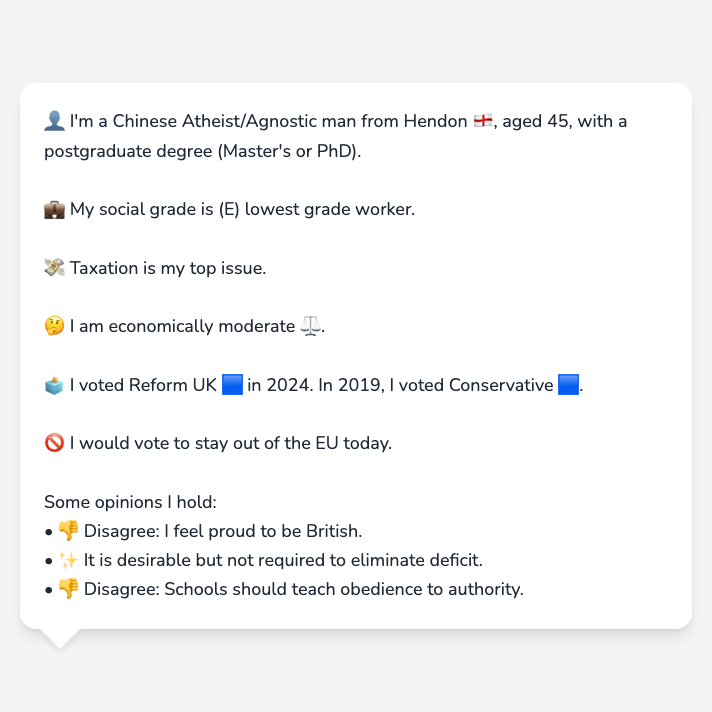 👤 I'm a Chinese Atheist/Agnostic man from Hendon 🏴󠁧󠁢󠁥󠁮󠁧󠁿, aged 45, with a
postgraduate degree (Master's or PhD).
💼 My social grade is (E) lowest grade worker.
💸 Taxation is my top issue.
🤔 I am economically moderate ⚖️.
🗳️ I voted Reform UK 🟦 in 2024. In 2019, I voted Conservative 🟦.
🚫 I would vote to stay out of the EU today.
Some opinions I hold:
• 👎 Disagree: I feel proud to be British.
• ✨ It is desirable but not required to eliminate deficit.
• 👎 Disagree: Schools should teach obedience to authority.